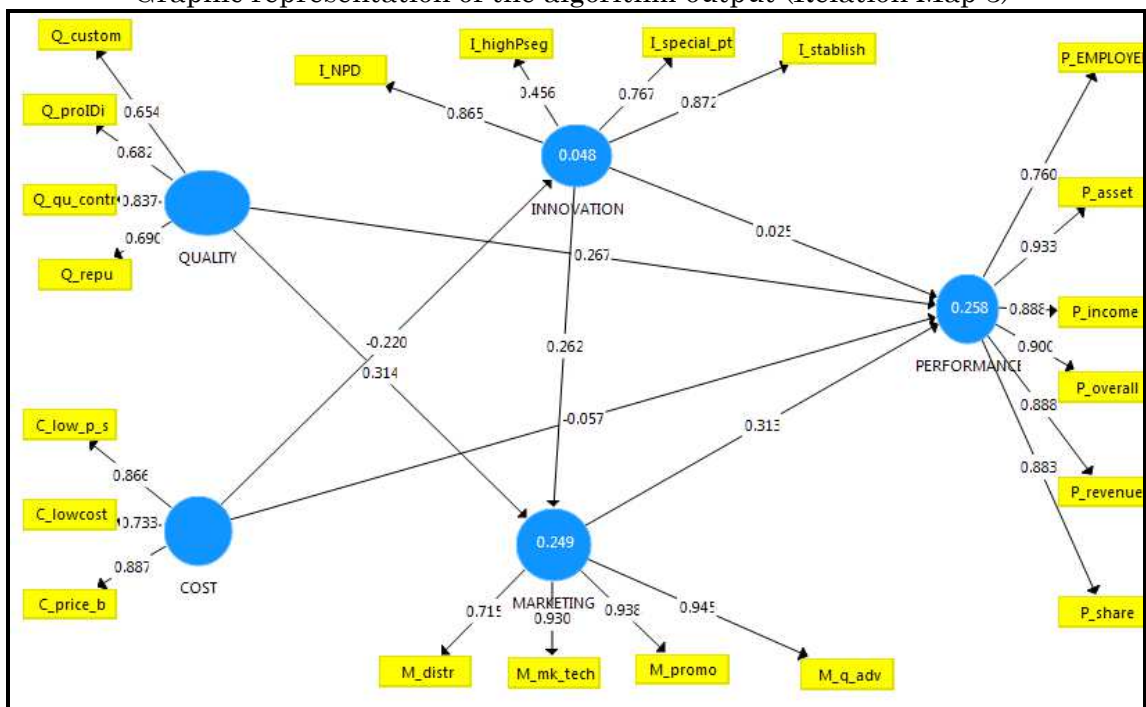 Graphic representation of the algorithm output (Relation Map 3)
Q_custom
Q_proIDi
Q_qu_contr
Q_repu
0.654
0.682
0.837
0.690
QUALITY
I_NPD
I_highPseg
I_special_pt
I_stablish
0.865
0.456
0.767
0.872
0.048
INNOVATION
P_EMPLOYE
P_asset
P_income
P_overall
P_revenue
P_share
0.760
0.933
0.888
0.900
0.888
0.883
0.258
PERFORMANCE
0.025
0.267
-0.220
0.314
0.262
-0.057
0.313
C_low_p_s
C_lowcost
C_price_b
0.866
0.733
0.887
COST
0.249
MARKETING
0.715
0.930
0.938
0.945
M_distr
M_mk_tech
M_promo
M_q_adv